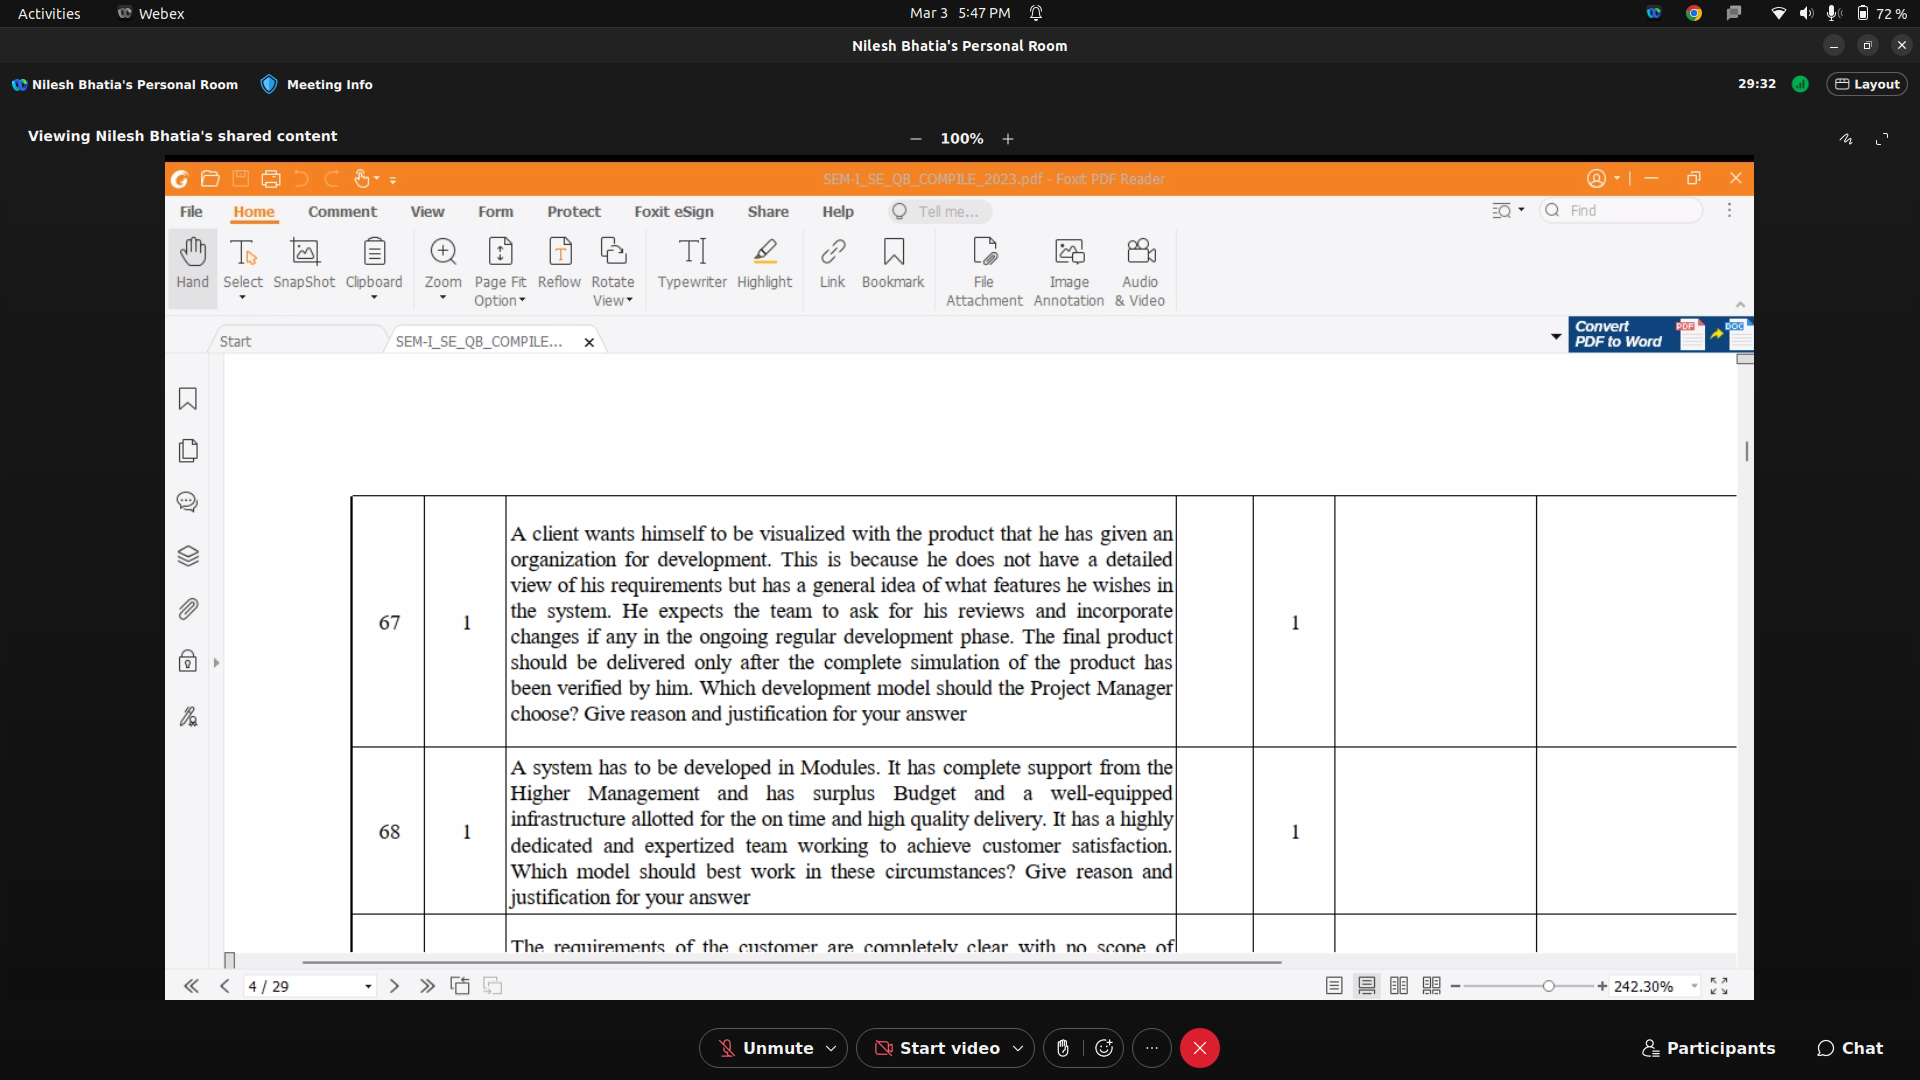 Activities Webex Mar 3 5:47 PM 72 %
Nilesh Bhatia's Personal Room
Nilesh Bhatia's Personal Room Meeting Info 29:32 Layout
Viewing Nilesh Bhatia's shared content 100%
SEM-I_SE_QB_COMPILE_2023.pdf - Foxit PDF Reader
File Home Comment View Form Protect Foxit eSign Share Help Tell me... Find
Hand Select SnapShot Clipboard Zoom Page Fit Reflow Rotate Typewriter Highlight Link Bookmark File Image Audio
Option View Attachment Annotation & Video
Start SEM-I_SE_QB_COMPILE... Convert PDF DOC
PDF to Word
A client wants himself to be visualized with the product that he has given an
organization for development. This is because he does not have a detailed
view of his requirements but has a general idea of what features he wishes in
the system. He expects the team to ask for his reviews and incorporate
67 1 changes if any in the ongoing regular development phase. The final product 1
should be delivered only after the complete simulation of the product has
been verified by him. Which development model should the Project Manager
choose? Give reason and justification for your answer
A system has to be developed in Modules. It has complete support from the
Higher Management and has surplus Budget and a well-equipped
infrastructure allotted for the on time and high quality delivery. It has a highly
68 1 dedicated and expertized team working to achieve customer satisfaction. 1
Which model should best work in these circumstances? Give reason and
justification for your answer
The requirements of the customer are completely clear with no scope of
4 / 29 242.30%
Unmute Start video Participants Chat